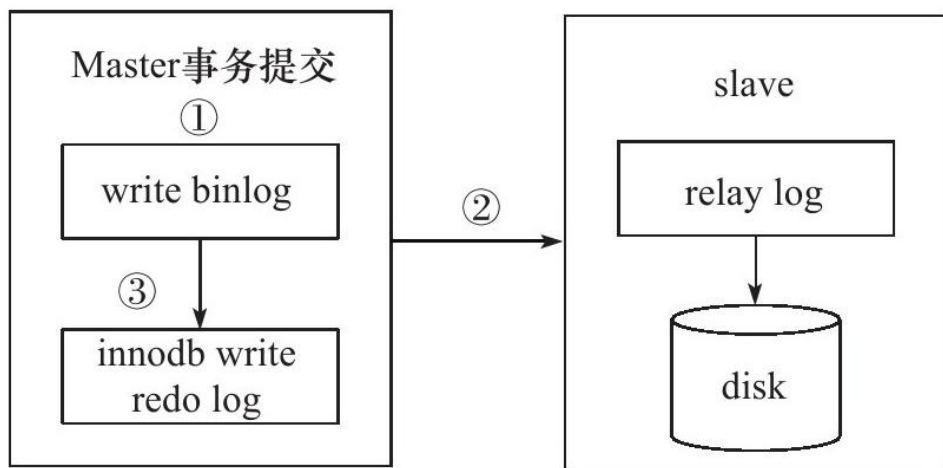 Master事务提交
①
write binlog
③
innodb write
redo log
②
slave
relay log
disk